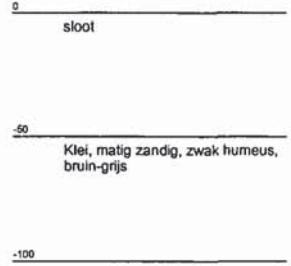 0
sloot
-50
Klei, matig zandig, zwak humeus,
bruin-grijs
-100